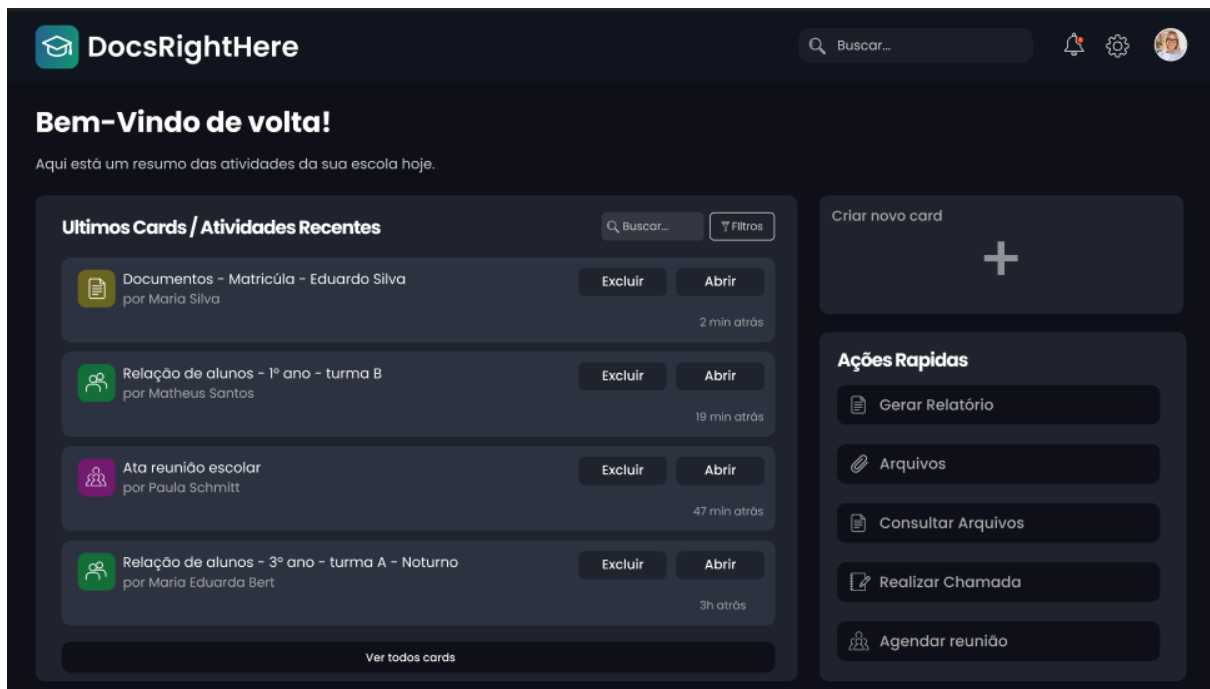 DocsRightHere
Buscar...
Bem-Vindo de volta!
Aqui está um resumo das atividades da sua escola hoje.
Ultimos Cards / Atividades Recentes
Buscar...
Filtros
Documentos - Matricúla - Eduardo Silva
por Maria Silva
Excluir
Abrir
2 min atrás
Relação de alunos - 1º ano - turma B
por Matheus Santos
Excluir
Abrir
19 min atrás
Ata reunião escolar
por Paula Schmitt
Excluir
Abrir
47 min atrás
Relação de alunos - 3º ano - turma A - Noturno
por Maria Eduarda Bert
Excluir
Abrir
3h atrás
Ver todos cards
Criar novo card
Ações Rapidas
Gerar Relatório
Arquivos
Consultar Arquivos
Realizar Chamada
Agendar reunião